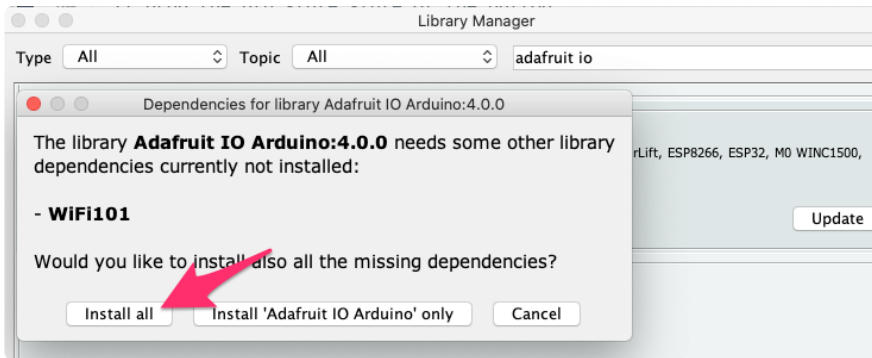 Library Manager
Type All Topic All adafruit io
Dependencies for library Adafruit IO Arduino:4.0.0
The library Adafruit IO Arduino:4.0.0 needs some other library
dependencies currently not installed:
rLift, ESP8266, ESP32, M0 WINC1500,
- WiFi101
Update
Would you like to install also all the missing dependencies?
Install all Install 'Adafruit IO Arduino' only Cancel